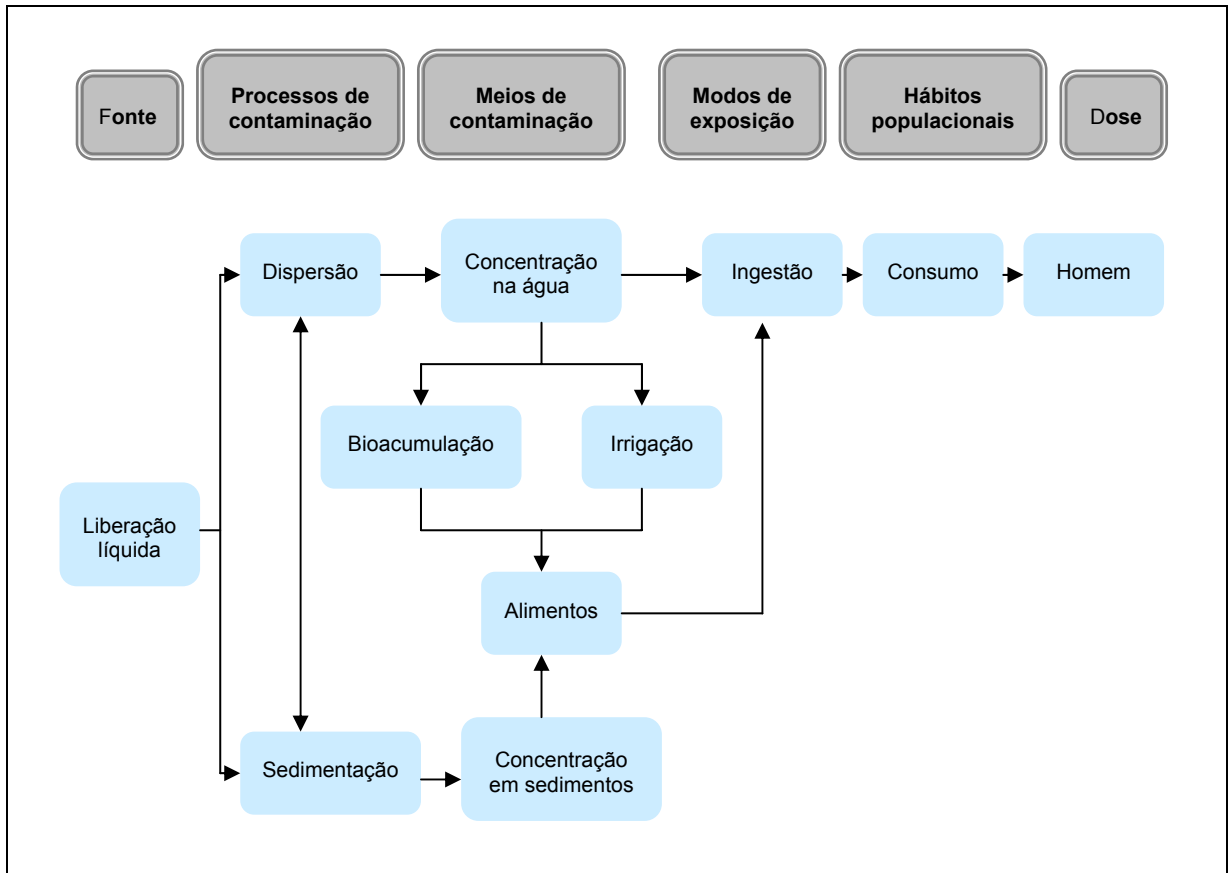 Fonte
Processos de
contaminação
Meios de
contaminação
Modos de
exposição
Hábitos
populacionais
Dose
Dispersão
Concentração
na água
Ingestão
Consumo
Homem
Bioacumulação
Irrigação
Liberação
líquida
Alimentos
Sedimentação
Concentração
em sedimentos